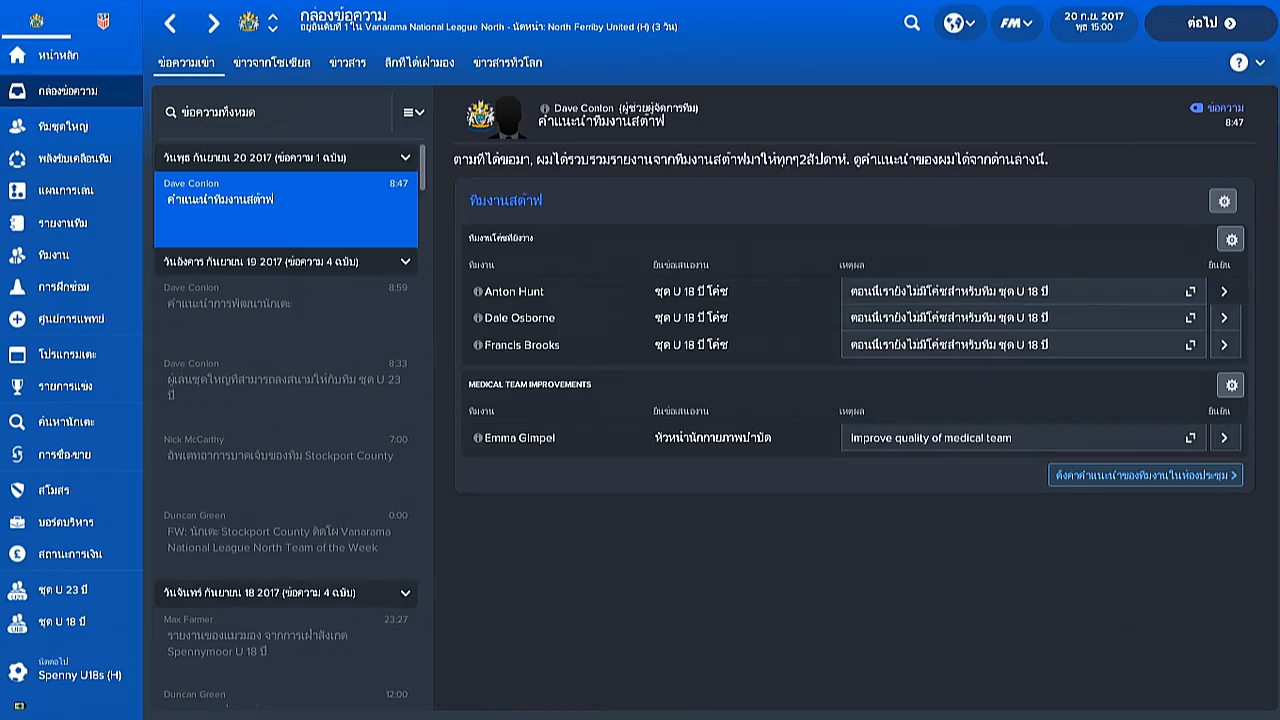 กล่องข้อความ
อยู่อันดับที่ 1 ใน Vanarama National League North - นัดหน้า: North Ferriby United (H) (3 วัน)
FM
20 ก.ย. 2017
พุธ 15:00
ต่อไป
ข้อความเข้า
ข่าวจากโซเชียล
ข่าวสาร
ลีกที่ได้เฝ้ามอง
ข่าวสารทั่วโลก
หน้าหลัก
กล่องข้อความ
ทีมชุดใหญ่
พลังขับเคลื่อนทีม
แผนการเล่น
รายงานทีม
ทีมงาน
การฝึกซ้อม
ศูนย์การแพทย์
โปรแกรมเตะ
รายการแข่ง
ค้นหานักเตะ
การซื้อ-ขาย
สโมสร
บอร์ดบริหาร
สถานะการเงิน
ชุด U 23 ปี
ชุด U 18 ปี
นัดต่อไป
Spenny U18s (H)
ข้อความทั้งหมด
วันพุธ กันยายน 20 2017 (ข้อความ 1 ฉบับ)
Dave Conlon 8:47
คำแนะนำทีมงานสต๊าฟ
วันอังคาร กันยายน 19 2017 (ข้อความ 4 ฉบับ)
Dave Conlon 8:59
คำแนะนำการพัฒนานักเตะ
Dave Conlon 8:33
ผู้เล่นชุดใหญ่ที่สามารถลงสนามให้กับทีม ชุด U 23
ปี
Nick McCarthy 7:00
อัพเดทอาการบาดเจ็บของทีม Stockport County
Duncan Green 0:00
FW: นักเตะ Stockport County ติดโผ Vanarama
National League North Team of the Week
วันจันทร์ กันยายน 18 2017 (ข้อความ 4 ฉบับ)
Max Farmer 23:27
รายงานของแมวมอง จากการเฝ้าสังเกต
Spennymoor U 18 ปี
Duncan Green 12:00
Dave Conlon (ผู้ช่วยผู้จัดการทีม)
คำแนะนำทีมงานสต๊าฟ
ข้อความ
8:47
ตามที่ได้ขอมา, ผมได้รวบรวมรายงานจากทีมงานสต๊าฟมาให้ทุกๆ2สัปดาห์. ดูคำแนะนำของผมได้จากด้านล่างนี้.
ทีมงานสต๊าฟ
ทีมงานโค้ชที่ยังว่าง
ทีมงาน ยื่นข้อเสนองาน เหตุผล ยืนยัน
Anton Hunt ชุด U 18 ปี โค้ช ตอนนี้เรายังไม่มีโค้ชสำหรับทีม ชุด U 18 ปี
Dale Osborne ชุด U 18 ปี โค้ช ตอนนี้เรายังไม่มีโค้ชสำหรับทีม ชุด U 18 ปี
Francis Brooks ชุด U 18 ปี โค้ช ตอนนี้เรายังไม่มีโค้ชสำหรับทีม ชุด U 18 ปี
MEDICAL TEAM IMPROVEMENTS
ทีมงาน ยื่นข้อเสนองาน เหตุผล ยืนยัน
Emma Gimpel หัวหน้านักกายภาพบำบัด Improve quality of medical team
ตั้งค่าคำแนะนำของทีมงานในห้องประชุม >